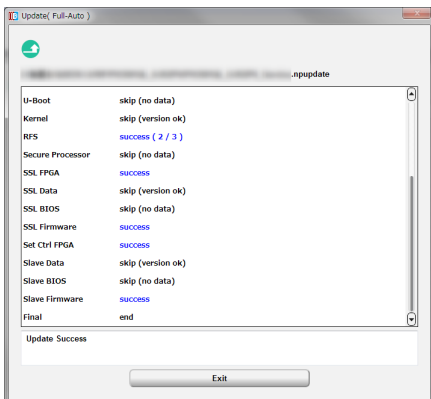 Update( Full-Auto )
.npupdate
U-Boot skip (no data)
Kernel skip (version ok)
RFS success ( 2 / 3 )
Secure Processor skip (no data)
SSL FPGA success
SSL Data skip (version ok)
SSL BIOS skip (no data)
SSL Firmware success
Set Ctrl FPGA success
Slave Data skip (version ok)
Slave BIOS skip (no data)
Slave Firmware success
Final end
Update Success
Exit